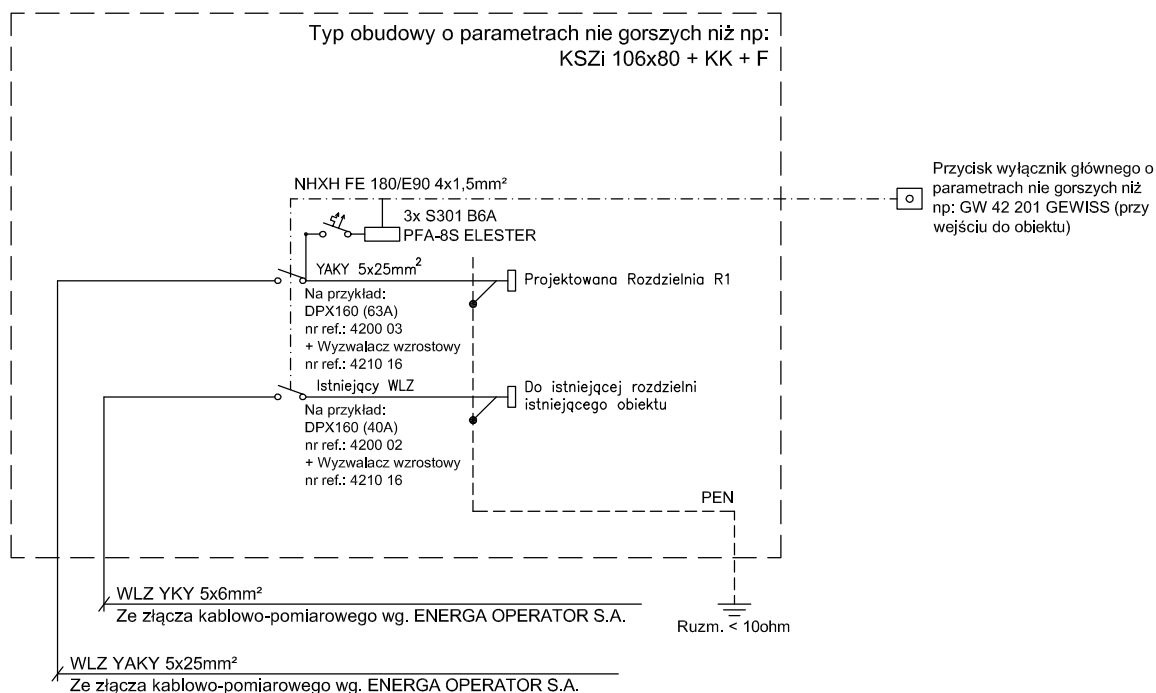 Typ obudowy o parametrach nie gorszych niż np:
KSZi 106x80 + KK + F
Przycisk wyłącznik głównego o
parametrach nie gorszych niż
np: GW 42 201 GEWISS (przy
wejściu do obiektu)
NHXH FE 180/E90 4x1,5mm²
3x S301 B6A
PFA-8S ELESTER
YAKY 5x25mm²
Projektowana Rozdzielnia R1
Na przykład:
DPX160 (63A)
nr ref.: 4200 03
+ Wyzwalacz wzrostowy
nr ref.: 4210 16
Istniejący WLZ
Do istniejącej rozdzielni
istniejącego obiektu
Na przykład:
DPX160 (40A)
nr ref.: 4200 02
+ Wyzwalacz wzrostowy
nr ref.: 4210 16
PEN
WLZ YKY 5x6mm²
Ze złącza kablowo-pomiarowego wg. ENERGA OPERATOR S.A.
Ruzm. < 10ohm
WLZ YAKY 5x25mm²
Ze złącza kablowo-pomiarowego wg. ENERGA OPERATOR S.A.